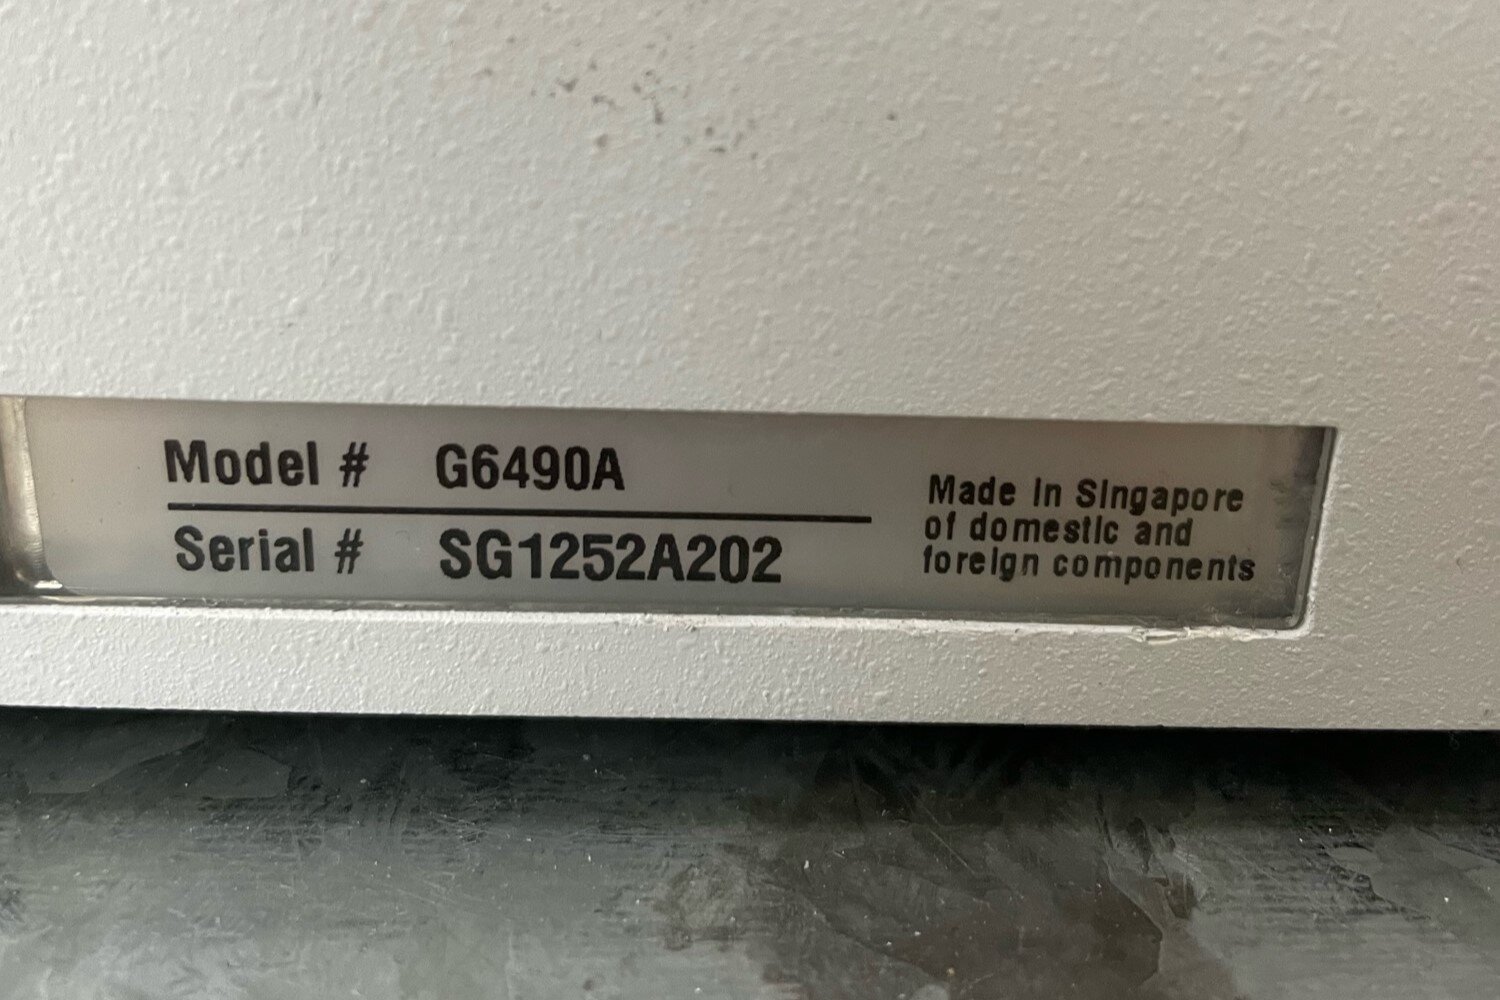 Model # G6490A
Serial # SG1252A202
Made in Singapore
of domestic and
foreign components